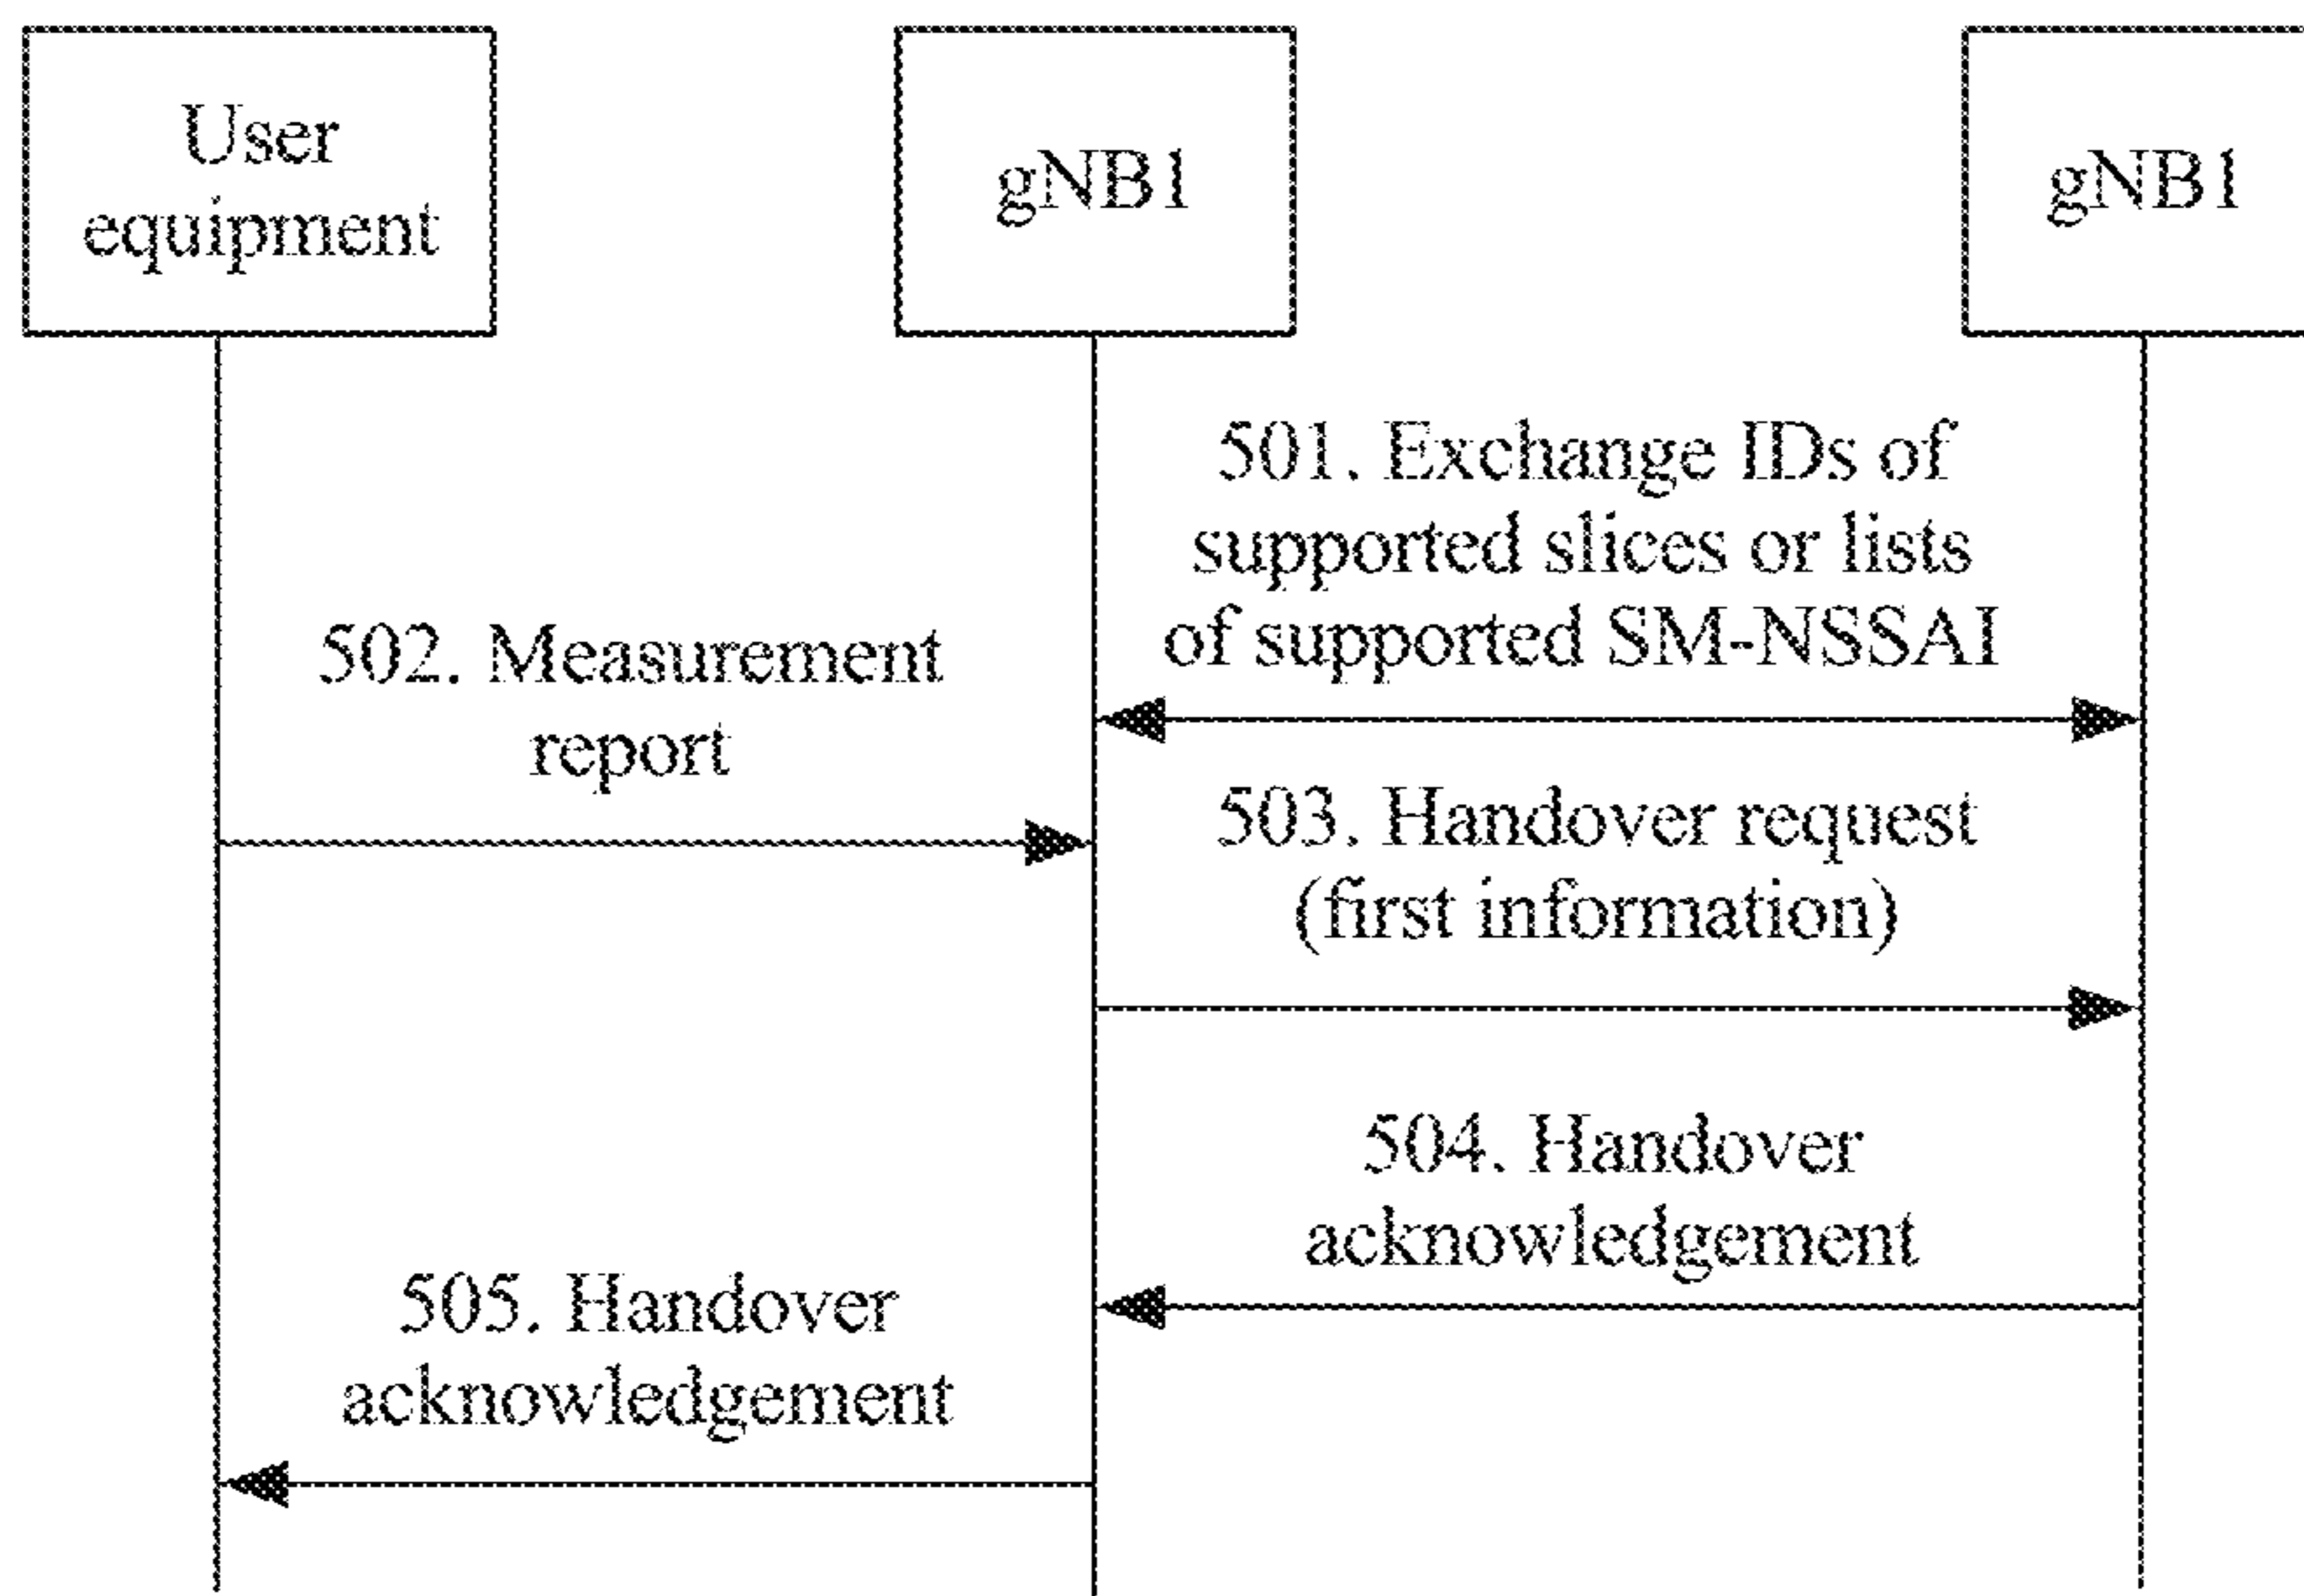 User
equipment
gNB1
gNB1
501. Exchange IDs of
supported slices or lists
of supported SM-NSSAI
502. Measurement
report
503. Handover request
(first information)
504. Handover
acknowledgement
505. Handover
acknowledgement